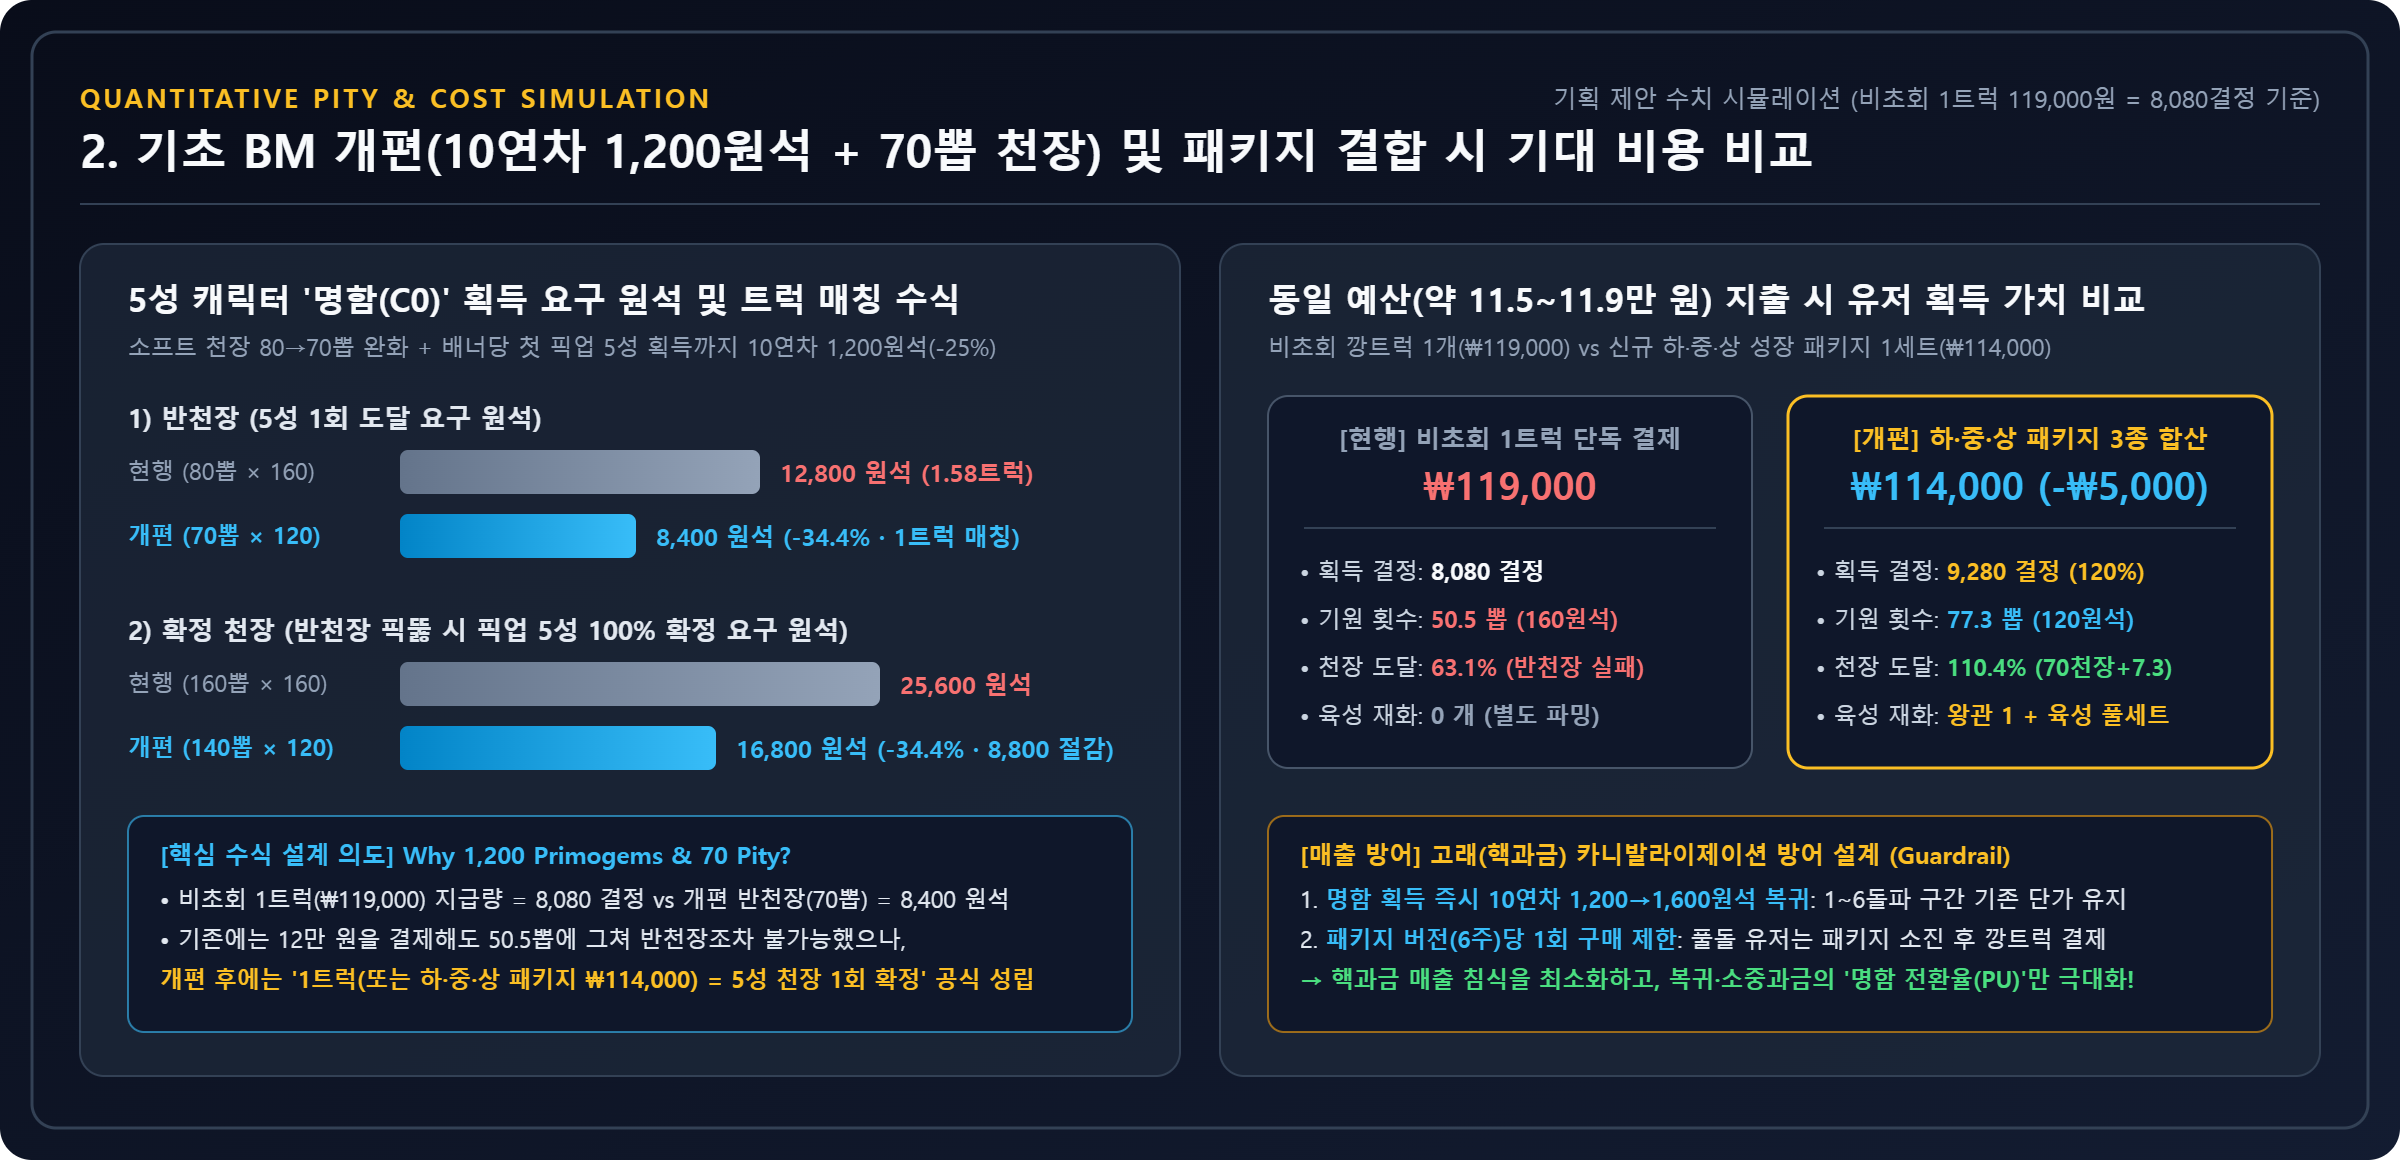 QUANTITATIVE PITY & COST SIMULATION
기획 제안 수치 시뮬레이션 (비초회 1트럭 119,000원 = 8,080결정 기준)
2. 기초 BM 개편(10연차 1,200원석 + 70뽑 천장) 및 패키지 결합 시 기대 비용 비교
5성 캐릭터 '명함(C0)' 획득 요구 원석 및 트럭 매칭 수식
소프트 천장 80→70뽑 완화 + 배너당 첫 픽업 5성 획득까지 10연차 1,200원석(-25%)
1) 반천장 (5성 1회 도달 요구 원석)
현행 (80뽑 × 160)
12,800 원석 (1.58트럭)
개편 (70뽑 × 120)
8,400 원석 (-34.4% · 1트럭 매칭)
2) 확정 천장 (반천장 픽뚫 시 픽업 5성 100% 확정 요구 원석)
현행 (160뽑 × 160)
25,600 원석
개편 (140뽑 × 120)
16,800 원석 (-34.4% · 8,800 절감)
[핵심 수식 설계 의도] Why 1,200 Primogems & 70 Pity?
• 비초회 1트럭(₩119,000) 지급량 = 8,080 결정 vs 개편 반천장(70뽑) = 8,400 원석
• 기존에는 12만 원을 결제해도 50.5뽑에 그쳐 반천장조차 불가능했으나,
개편 후에는 '1트럭(또는 하·중·상 패키지 ₩114,000) = 5성 천장 1회 확정' 공식 성립
동일 예산(약 11.5~11.9만 원) 지출 시 유저 획득 가치 비교
비초회 깡트럭 1개(₩119,000) vs 신규 하·중·상 성장 패키지 1세트(₩114,000)
[현행] 비초회 1트럭 단독 결제
₩119,000
• 획득 결정: 8,080 결정
• 기원 횟수: 50.5 뽑 (160원석)
• 천장 도달: 63.1% (반천장 실패)
• 육성 재화: 0 개 (별도 파밍)
[개편] 하·중·상 패키지 3종 합산
₩114,000 (-₩5,000)
• 획득 결정: 9,280 결정 (120%)
• 기원 횟수: 77.3 뽑 (120원석)
• 천장 도달: 110.4% (70천장+7.3)
• 육성 재화: 왕관 1 + 육성 풀세트
[매출 방어] 고래(핵과금) 카니발라이제이션 방어 설계 (Guardrail)
1. 명함 획득 즉시 10연차 1,200→1,600원석 복귀: 1~6돌파 구간 기존 단가 유지
2. 패키지 버전(6주)당 1회 구매 제한: 풀돌 유저는 패키지 소진 후 깡트럭 결제
→ 핵과금 매출 침식을 최소화하고, 복귀·소중과금의 '명함 전환율(PU)'만 극대화!